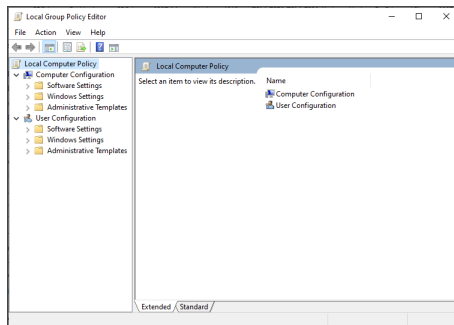 Local Group Policy Editor
File Action View Help
Local Computer Policy
Computer Configuration
Software Settings
Windows Settings
Administrative Templates
User Configuration
Software Settings
Windows Settings
Administrative Templates
Local Computer Policy
Select an item to view its description.
Name
Computer Configuration
User Configuration
Extended Standard